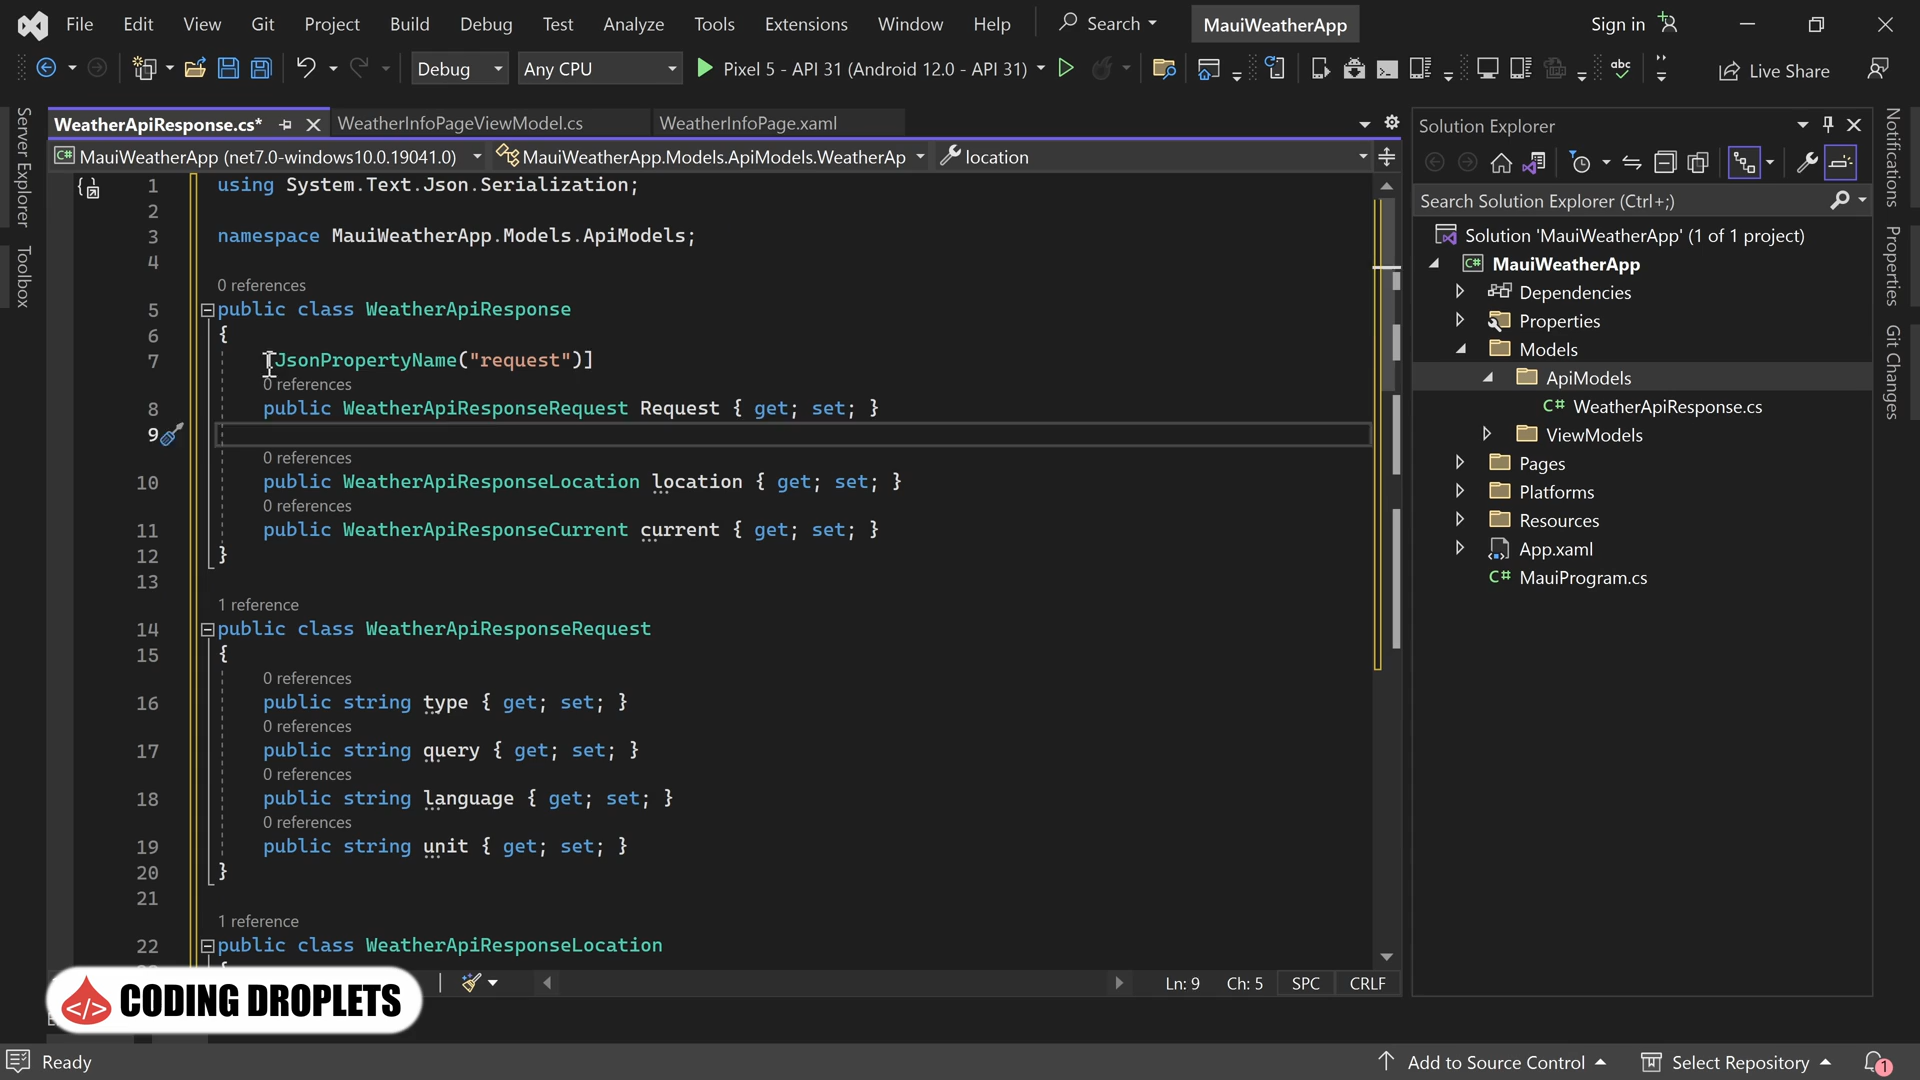 File Edit View Git Project Build Debug Test Analyze Tools Extensions Window Help Search MauiWeatherApp Sign in
Debug Any CPU Pixel 5 - API 31 (Android 12.0 - API 31) abc Live Share
WeatherApiResponse.cs* WeatherInfoPageViewModel.cs WeatherInfoPage.xaml
MauiWeatherApp (net7.0-windows10.0.19041.0) MauiWeatherApp.Models.ApiModels.WeatherAp location
1 using System.Text.Json.Serialization;
2
3 namespace MauiWeatherApp.Models.ApiModels;
4
0 references
5 public class WeatherApiResponse
6 {
7 [JsonPropertyName("request")]
0 references
8 public WeatherApiResponseRequest Request { get; set; }
9
0 references
10 public WeatherApiResponseLocation location { get; set; }
0 references
11 public WeatherApiResponseCurrent current { get; set; }
12 }
13
1 reference
14 public class WeatherApiResponseRequest
15 {
0 references
16 public string type { get; set; }
0 references
17 public string query { get; set; }
0 references
18 public string language { get; set; }
0 references
19 public string unit { get; set; }
20 }
21
1 reference
22 public class WeatherApiResponseLocation
Ln: 9 Ch: 5 SPC CRLF
Server Explorer
Toolbox
Solution Explorer
Search Solution Explorer (Ctrl+;)
Solution 'MauiWeatherApp' (1 of 1 project)
C# MauiWeatherApp
Dependencies
Properties
Models
ApiModels
C# WeatherApiResponse.cs
ViewModels
Pages
Platforms
Resources
App.xaml
C# MauiProgram.cs
Notifications
Properties
Git Changes
</> CODING DROPLETS
Ready Add to Source Control Select Repository 1